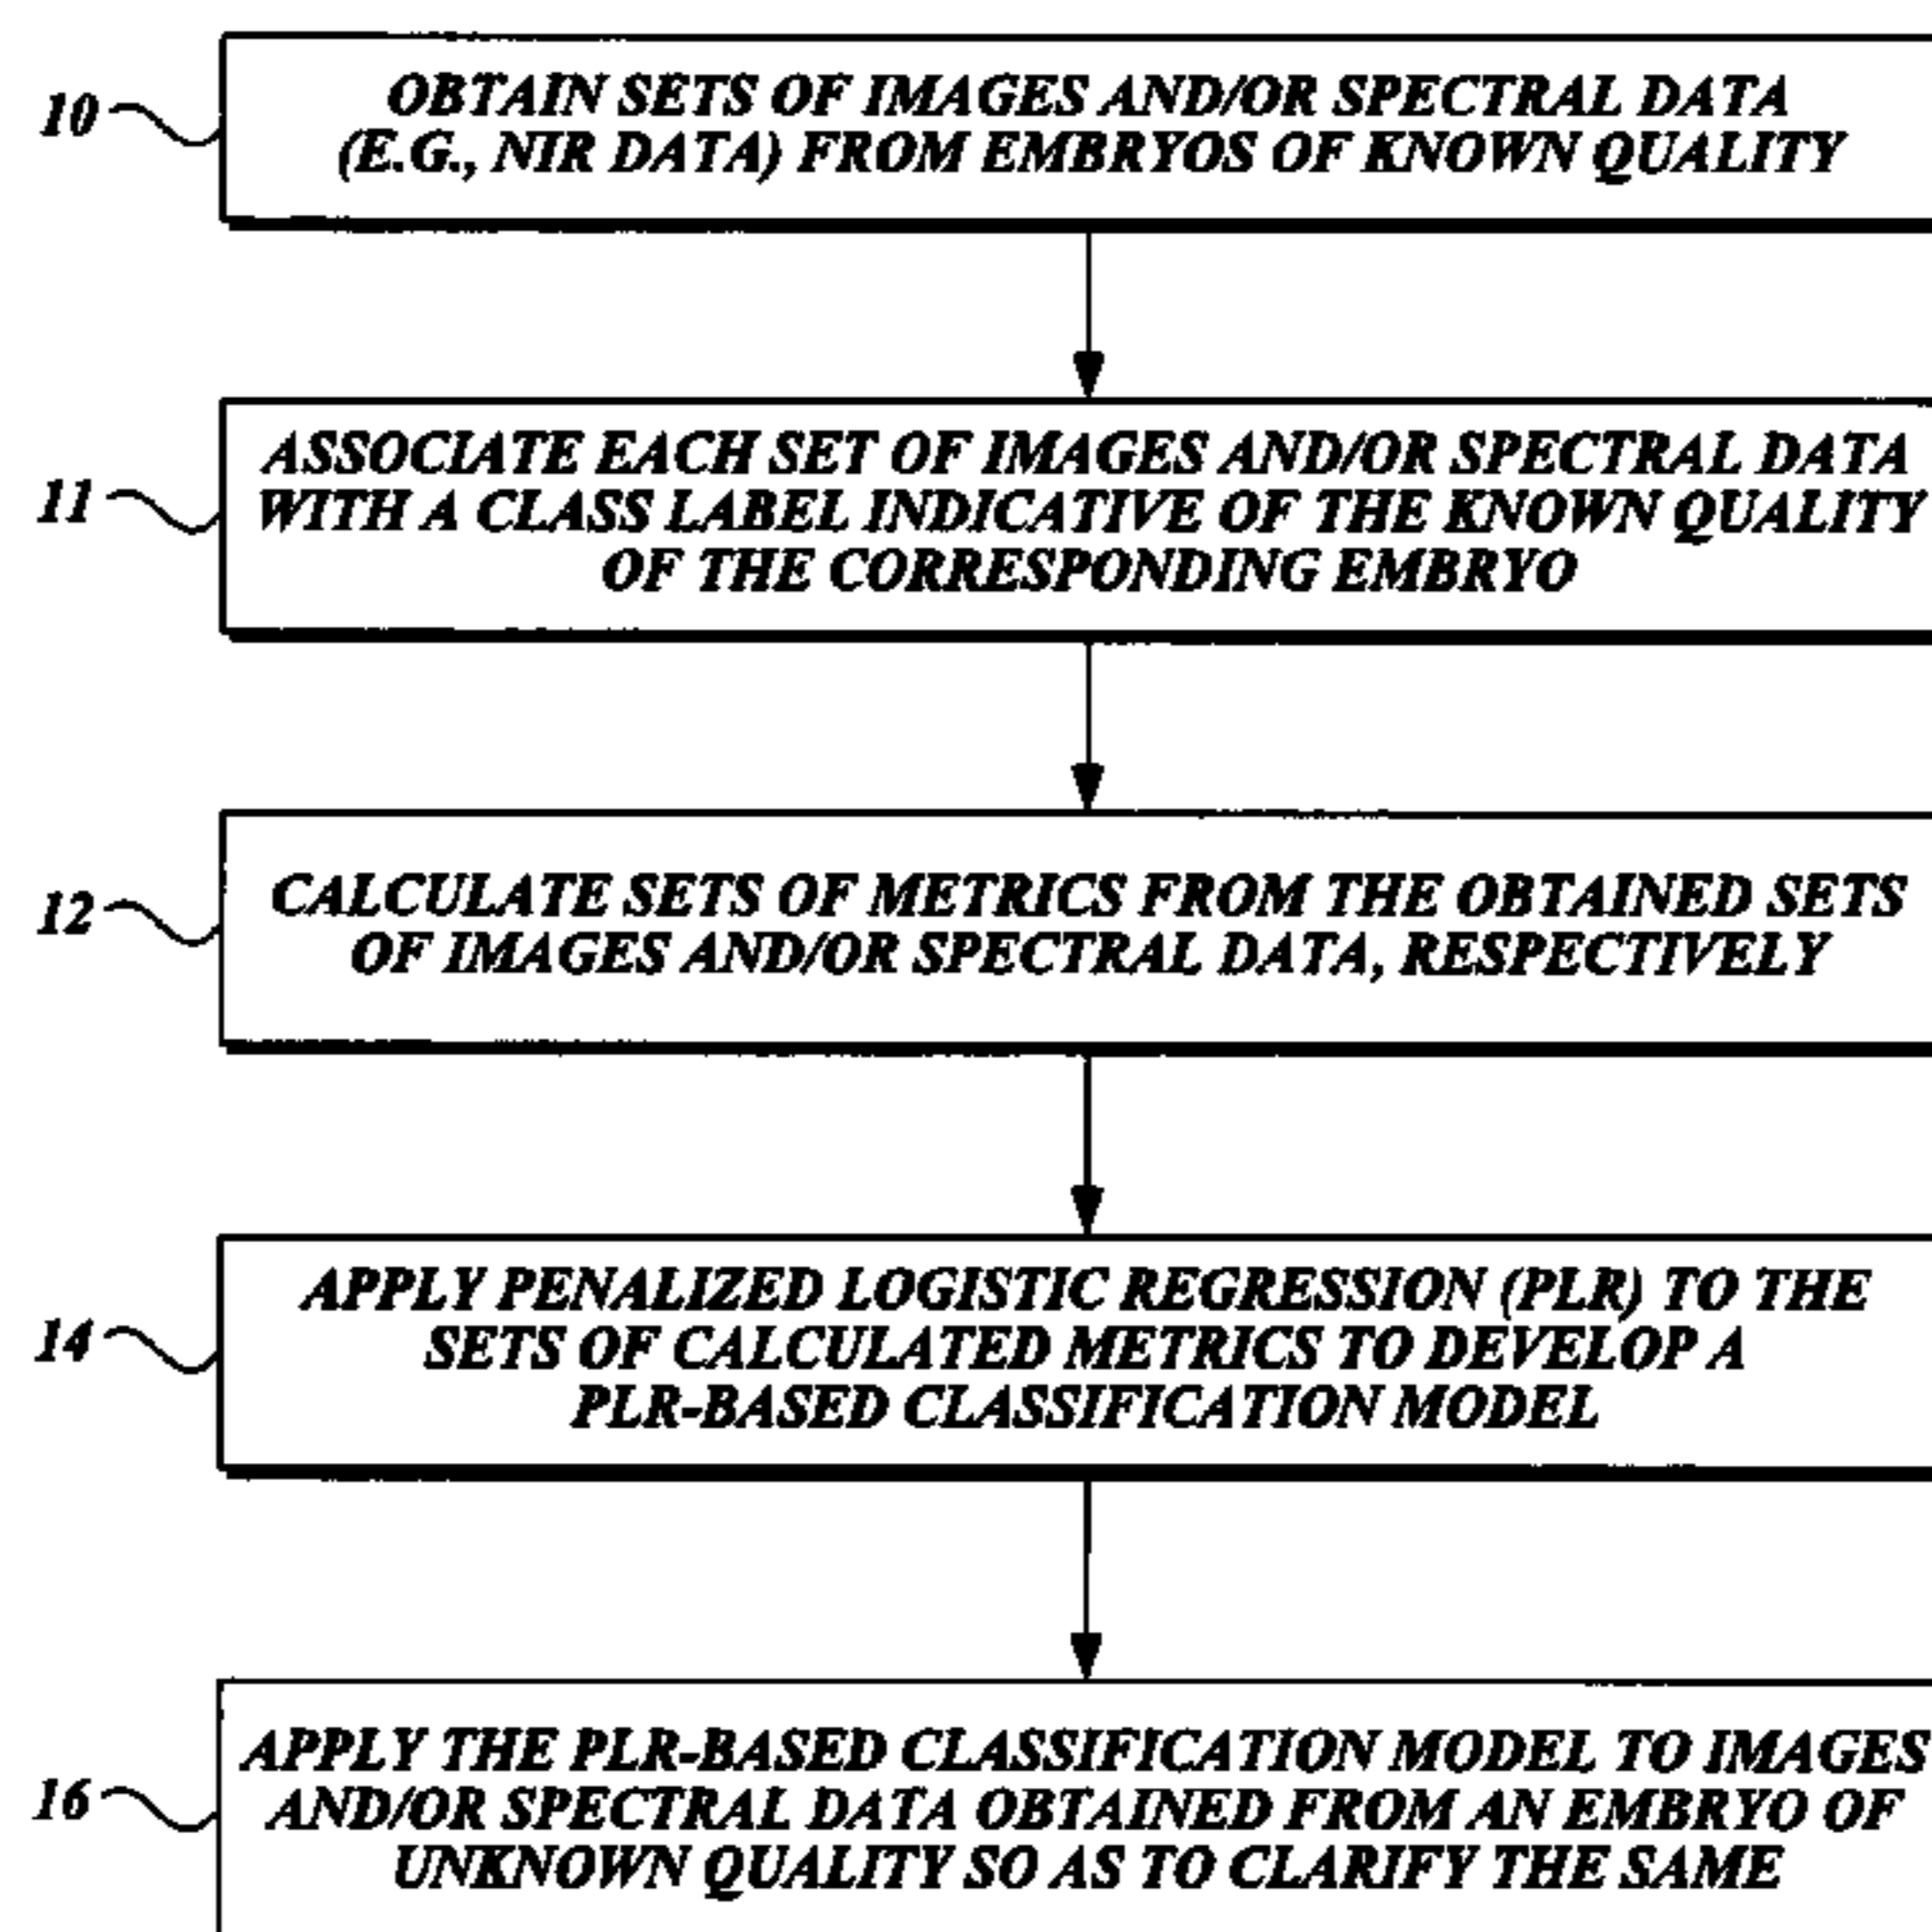 10
OBTAIN SETS OF IMAGES AND/OR SPECTRAL DATA
(E.G., NIR DATA) FROM EMBRYOS OF KNOWN QUALITY
11
ASSOCIATE EACH SET OF IMAGES AND/OR SPECTRAL DATA
WITH A CLASS LABEL INDICATIVE OF THE KNOWN QUALITY
OF THE CORRESPONDING EMBRYO
12
CALCULATE SETS OF METRICS FROM THE OBTAINED SETS
OF IMAGES AND/OR SPECTRAL DATA, RESPECTIVELY
14
APPLY PENALIZED LOGISTIC REGRESSION (PLR) TO THE
SETS OF CALCULATED METRICS TO DEVELOP A
PLR-BASED CLASSIFICATION MODEL
16
APPLY THE PLR-BASED CLASSIFICATION MODEL TO IMAGES
AND/OR SPECTRAL DATA OBTAINED FROM AN EMBRYO OF
UNKNOWN QUALITY SO AS TO CLARIFY THE SAME